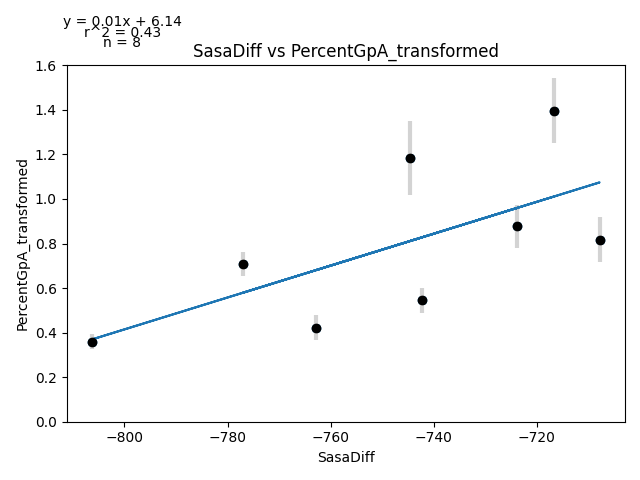 y = 0.01x + 6.14
r^2 = 0.43
n = 8
SasaDiff vs PercentGpA_transformed
1.6
1.4
1.2
1.0
0.8
0.6
0.4
0.2
0.0
PercentGpA_transformed
−800
−780
−760
−740
−720
SasaDiff